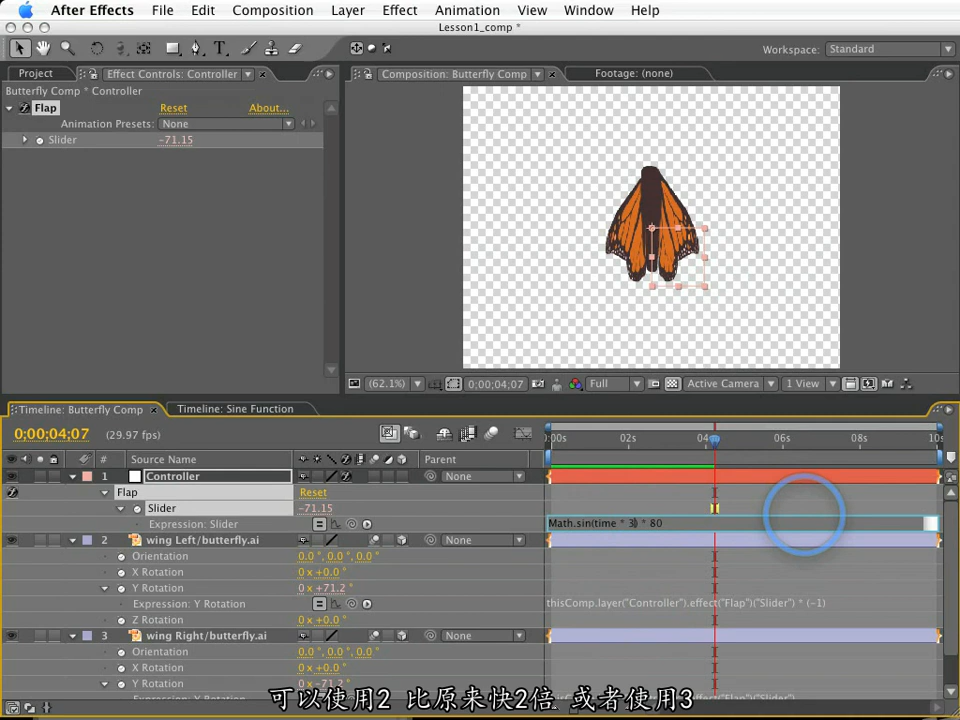 After Effects File Edit Composition Layer Effect Animation View Window Help
Lesson1_comp *
Workspace: Standard
Project Effect Controls: Controller
Composition: Butterfly Comp Footage: (none)
Butterfly Comp * Controller
Flap Reset About...
Animation Presets: None
Slider -71.15
(62.1%) 0;00;04;07 Full Active Camera 1 View
Timeline: Butterfly Comp Timeline: Sine Function
0;00;04;07 (29.97 fps)
0:00s 02s 04s 06s 08s 10s
# Source Name Parent
1 Controller None
Flap Reset
Slider -71.15
Expression: Slider Math.sin(time * 3) * 80
2 wing Left/butterfly.ai None
Orientation 0.0°, 0.0°, 0.0°
X Rotation 0 x +0.0°
Y Rotation 0 x +71.2°
Expression: Y Rotation thisComp.layer("Controller").effect("Flap")("Slider") * (-1)
Z Rotation 0 x +0.0°
3 wing Right/butterfly.ai None
Orientation 0.0°, 0.0°, 0.0°
X Rotation 0 x +0.0°
Y Rotation 0 x -71.2°
可以使用2 比原来快2倍 或者使用3